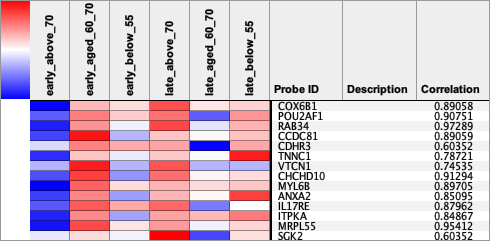 early_above_70
early_aged_60_70
early_below_55
late_above_70
late_aged_60_70
late_below_55
Probe ID Description Correlation
COX6B1 0.89058
POU2AF1 0.90751
RAB34 0.97289
CCDC81 0.89059
CDHR3 0.60352
TNNC1 0.78721
VTCN1 0.74535
CHCHD10 0.91294
MYL6B 0.89705
ANXA2 0.85095
IL17RE 0.87962
ITPKA 0.84867
MRPL55 0.95412
SGK2 0.60352